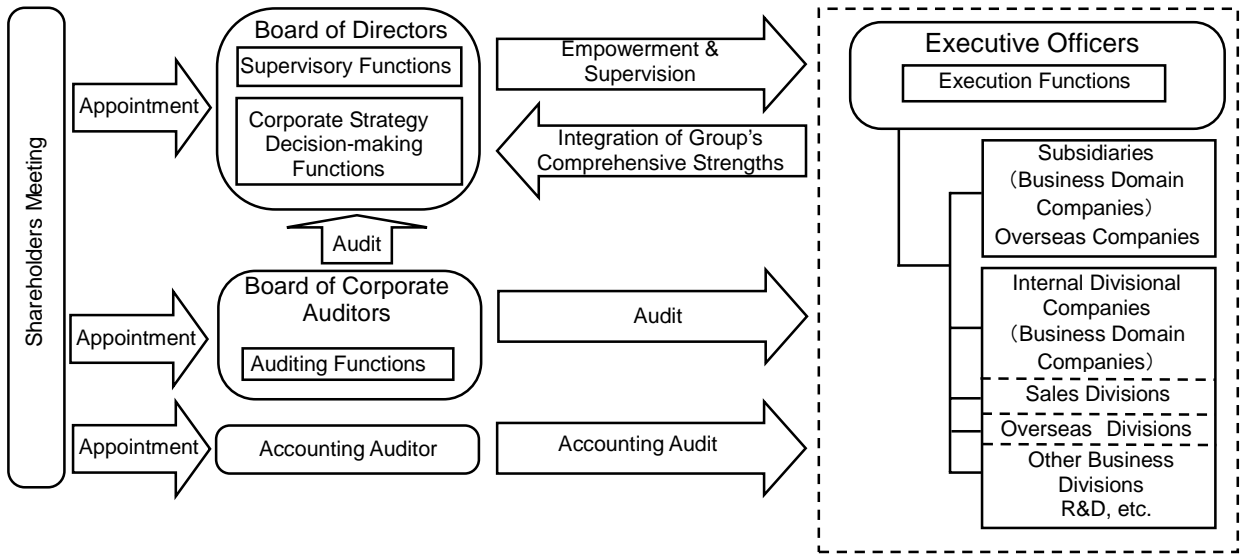 Shareholders Meeting
Appointment
Board of Directors
Supervisory Functions
Corporate Strategy
Decision-making
Functions
Empowerment &
Supervision
Integration of Group's
Comprehensive Strengths
Audit
Appointment
Board of Corporate
Auditors
Auditing Functions
Audit
Appointment
Accounting Auditor
Accounting Audit
Executive Officers
Execution Functions
Subsidiaries
（Business Domain
Companies）
Overseas Companies
Internal Divisional
Companies
（Business Domain
Companies）
Sales Divisions
Overseas Divisions
Other Business
Divisions
R&D, etc.